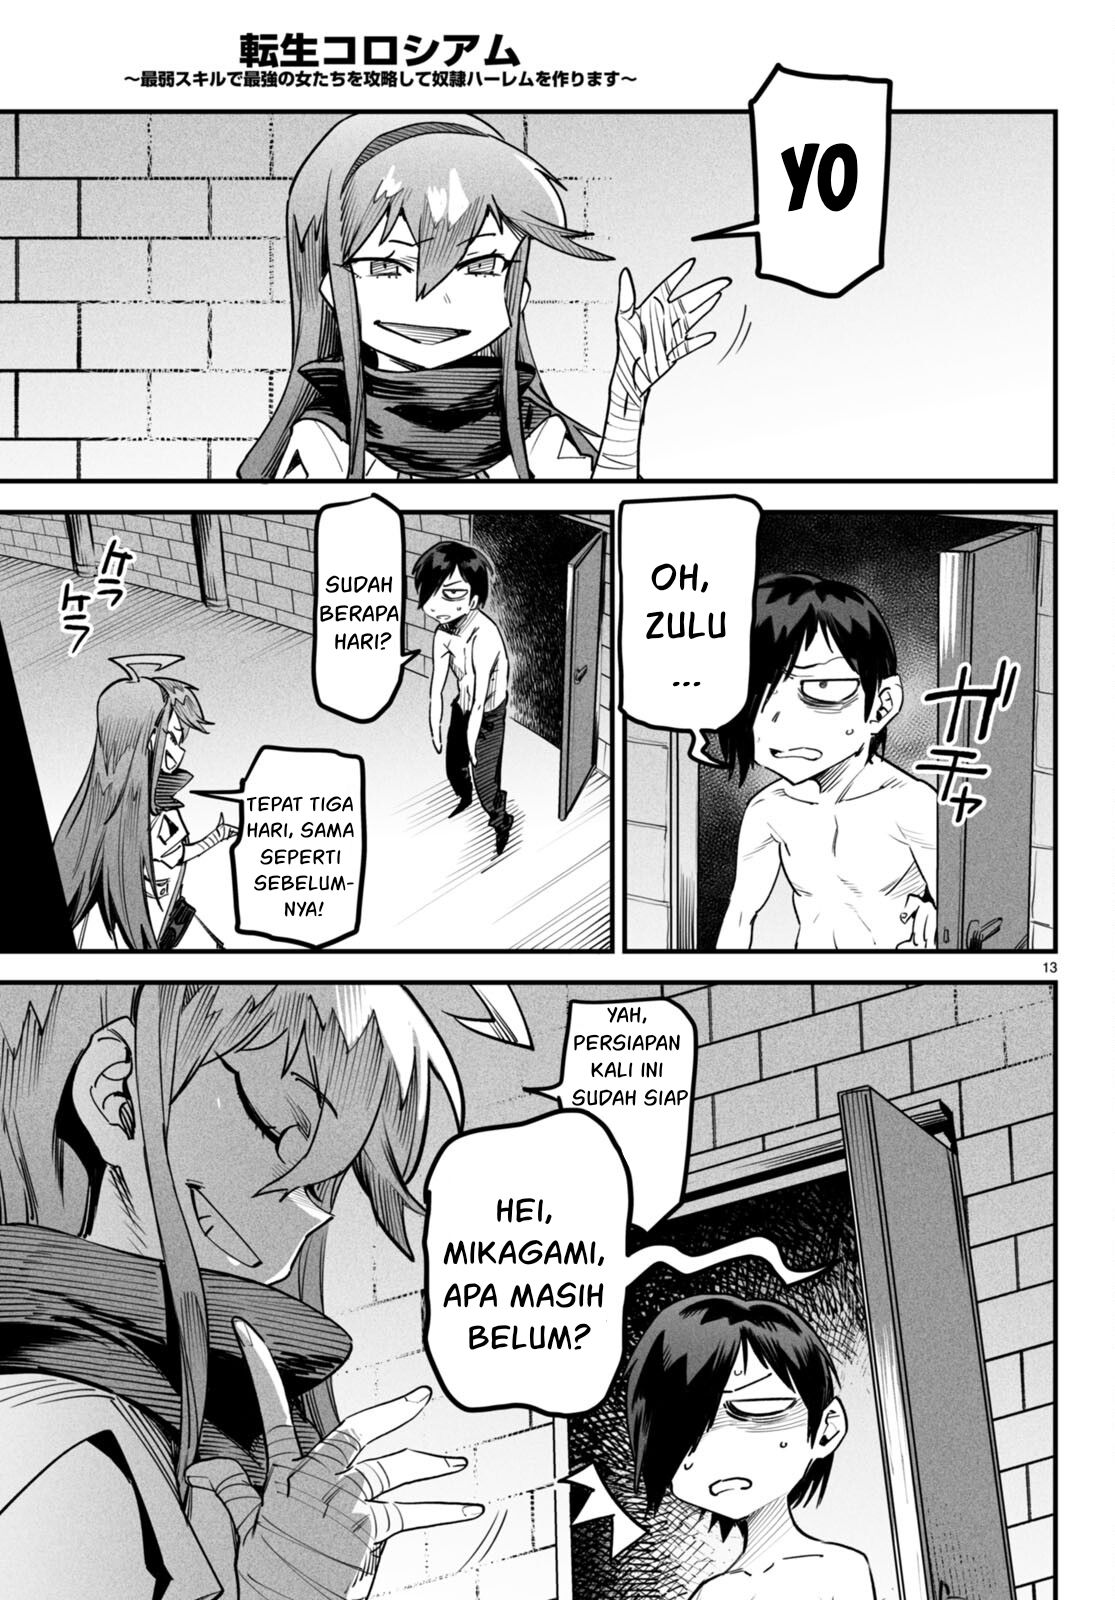 転生コロシアム
～最弱スキルで最強の女たちを攻略して奴隷ハーレムを作ります～
YO
OH,
ZULU
...
ガチャ
SUDAH
BERAPA
HARI?
ケラ
ケラ
TEPAT TIGA
HARI, SAMA
SEPERTI
SEBELUM-
NYA!
13
YAH,
PERSIAPAN
KALI INI
SUDAH SIAP
HEI,
MIKAGAMI,
APA MASIH
BELUM?